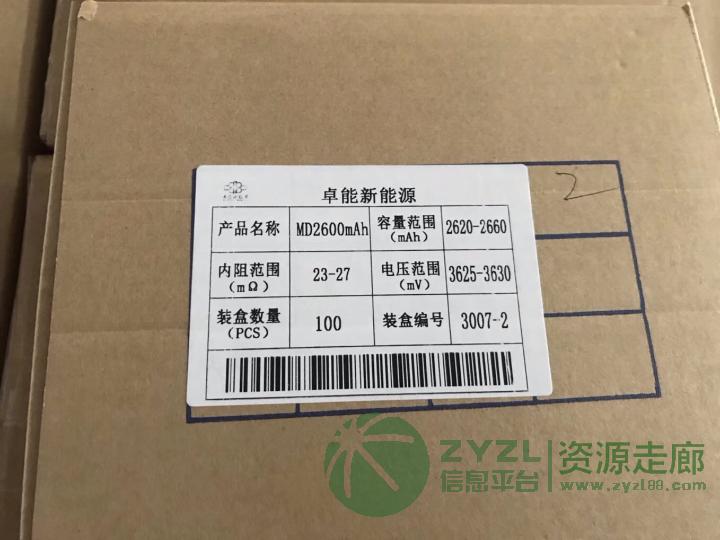 卓能新能源
产品名称 MD2600mAh 容量范围 (mAh) 2620-2660
内阻范围 (mΩ) 23-27 电压范围 (mV) 3625-3630
装盒数量 (PCS) 100 装盒编号 3007-2
2
ZYZL 资源走廊
信息平台 www.zyzl88.com